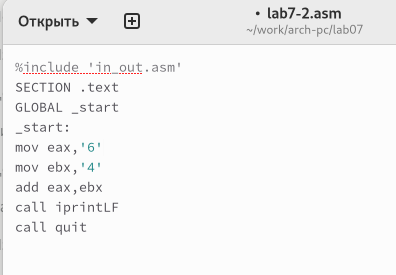 Открыть
• lab7-2.asm
~/work/arch-pc/lab07
%include 'in_out.asm'
SECTION .text
GLOBAL _start
_start:
mov eax,'6'
mov ebx,'4'
add eax,ebx
call iprintLF
call quit